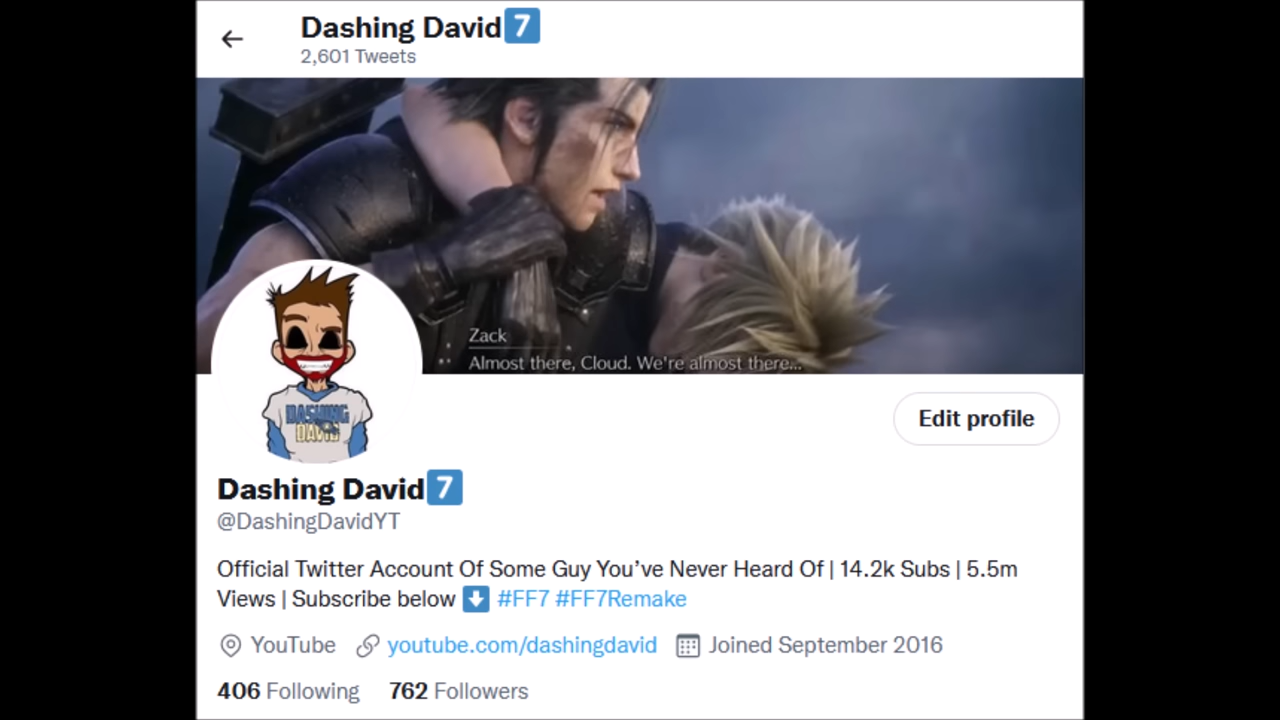 Dashing David 7️⃣
2,601 Tweets
Zack
Almost there, Cloud. We're almost there...
DASHING
DAVID
Edit profile
Dashing David 7️⃣
@DashingDavidYT
Official Twitter Account Of Some Guy You’ve Never Heard Of | 14.2k Subs | 5.5m
Views | Subscribe below ⬇️ #FF7 #FF7Remake
YouTube youtube.com/dashingdavid Joined September 2016
406 Following 762 Followers